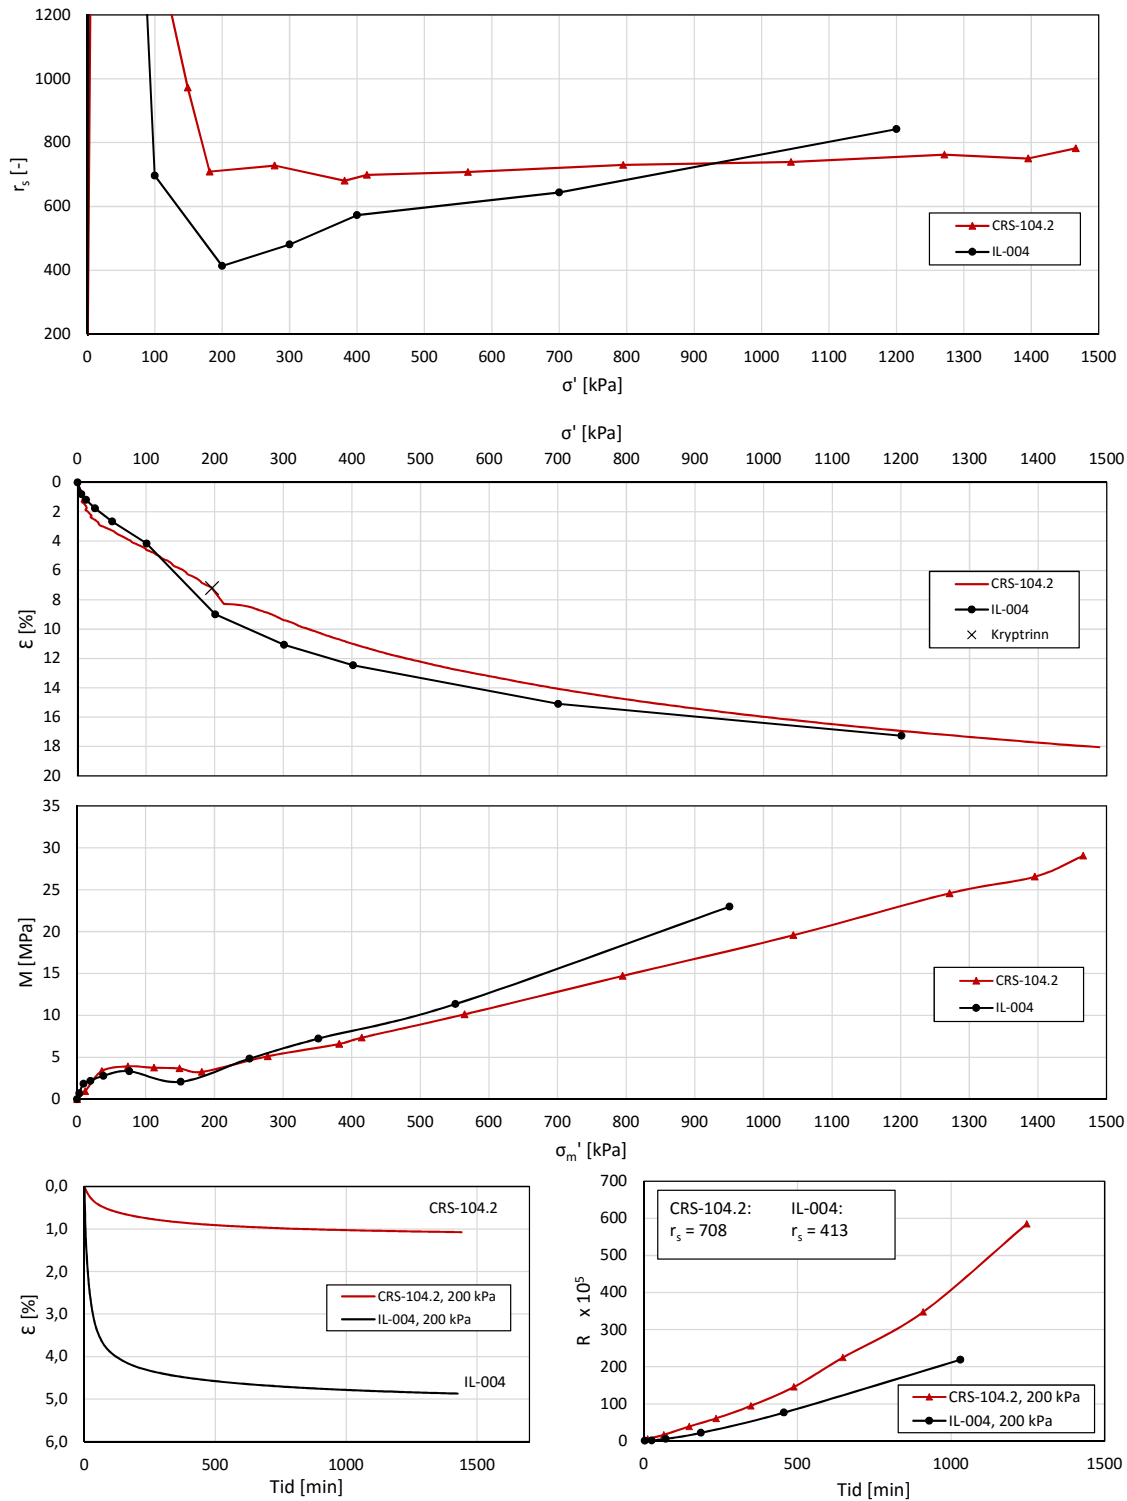 1200
1000
800
600
400
200
r_s [-]
CRS-104.2
IL-004
0 100 200 300 400 500 600 700 800 900 1000 1100 1200 1300 1400 1500
σ' [kPa]
σ' [kPa]
0 100 200 300 400 500 600 700 800 900 1000 1100 1200 1300 1400 1500
0
2
4
6
8
10
12
14
16
18
20
Ɛ [%]
CRS-104.2
IL-004
Kryptrinn
35
30
25
20
15
10
5
0
M [MPa]
CRS-104.2
IL-004
0 100 200 300 400 500 600 700 800 900 1000 1100 1200 1300 1400 1500
σ_m' [kPa]
0,0
1,0
2,0
3,0
4,0
5,0
6,0
Ɛ [%]
CRS-104.2
CRS-104.2, 200 kPa
IL-004, 200 kPa
IL-004
0 500 1000 1500
Tid [min]
700
600
500
400
300
200
100
0
R x 10⁵
CRS-104.2: IL-004:
r_s = 708 r_s = 413
CRS-104.2, 200 kPa
IL-004, 200 kPa
0 500 1000 1500
Tid [min]